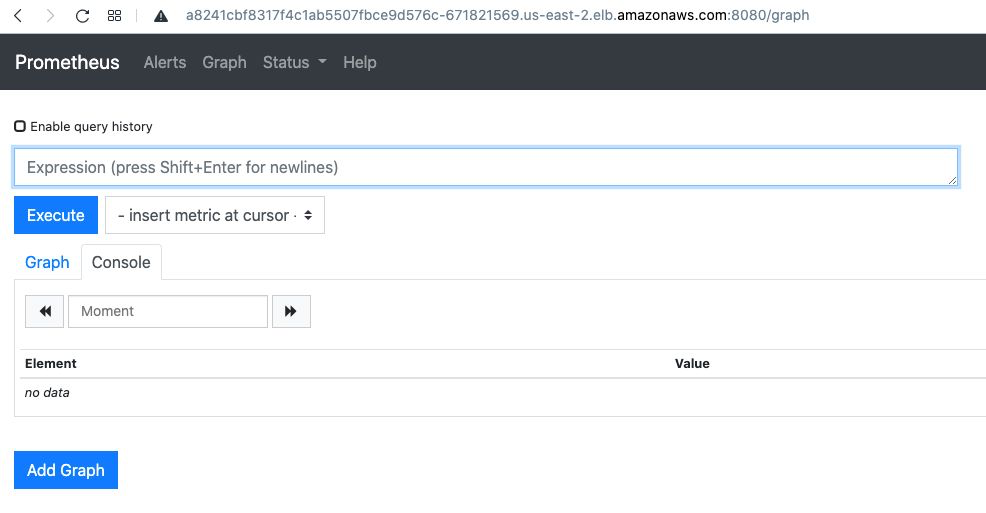 a8241cbf8317f4c1ab5507fbce9d576c-671821569.us-east-2.elb.amazonaws.com:8080/graph
Prometheus Alerts Graph Status Help
Enable query history
Expression (press Shift+Enter for newlines)
Execute - insert metric at cursor -
Graph Console
Moment
Element Value
no data
Add Graph